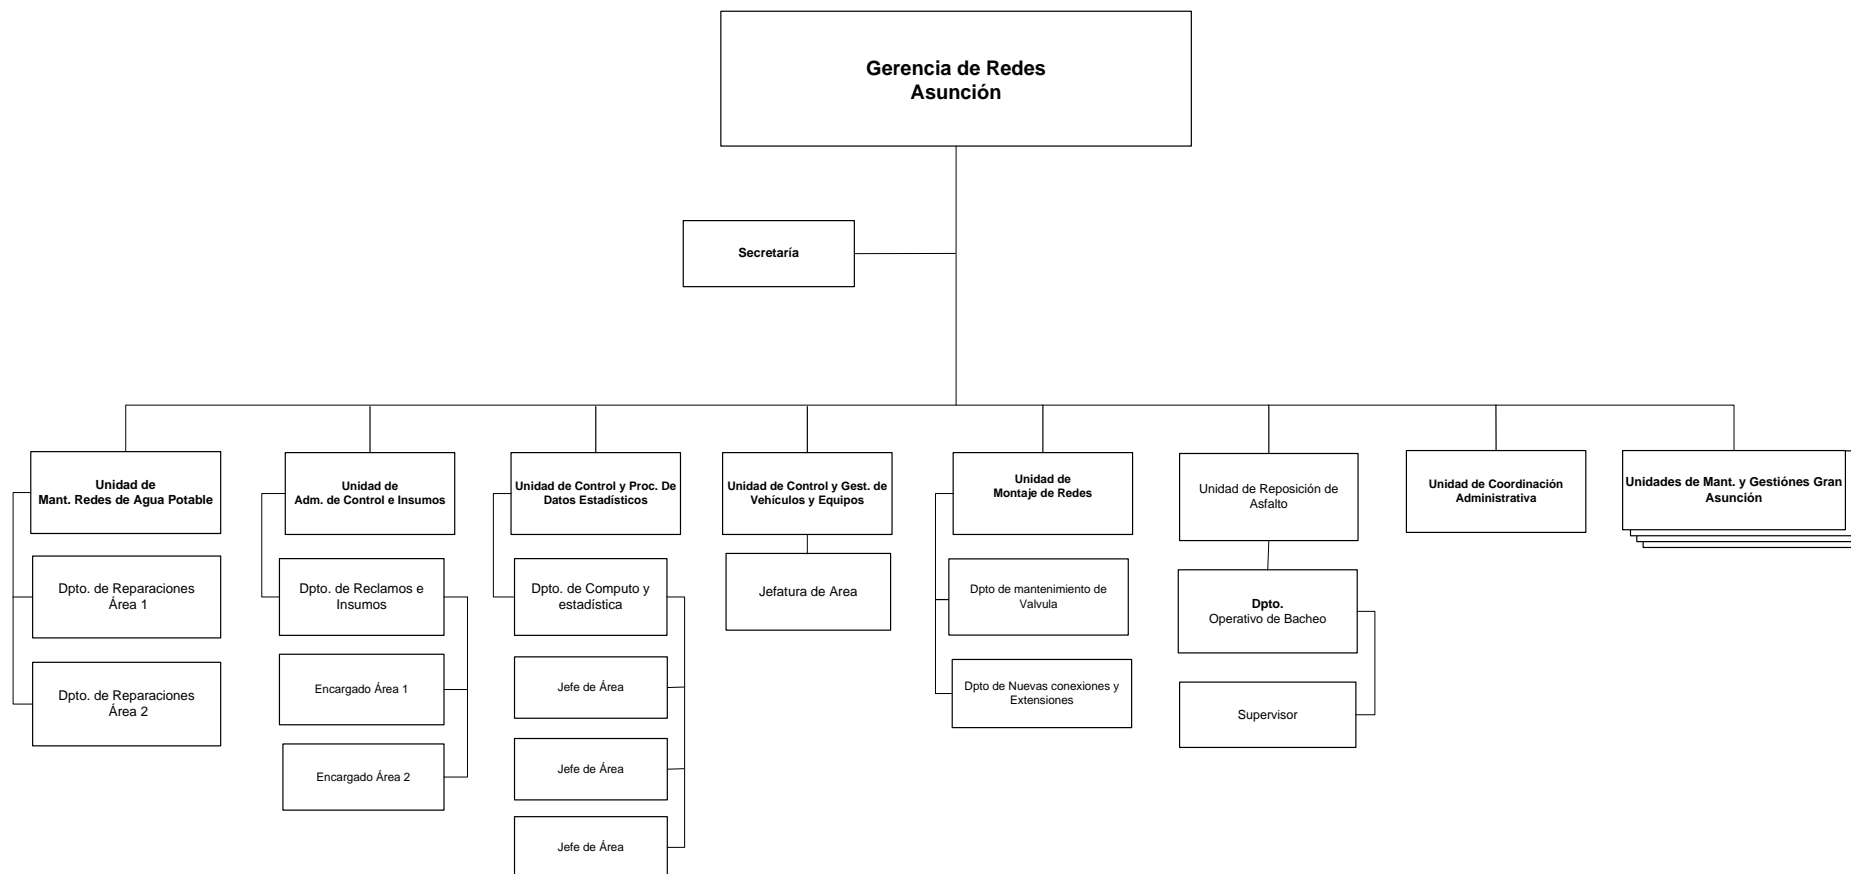 Gerencia de Redes
Asunción
Secretaría
Unidad de
Mant. Redes de Agua Potable
Unidad de
Adm. de Control e Insumos
Unidad de Control y Proc. De
Datos Estadísticos
Unidad de Control y Gest. de
Vehículos y Equipos
Unidad de
Montaje de Redes
Unidad de Reposición de
Asfalto
Unidad de Coordinación
Administrativa
Unidades de Mant. y Gestiónes Gran
Asunción
Dpto. de Reparaciones
Área 1
Dpto. de Reclamos e
Insumos
Dpto. de Computo y
estadística
Jefatura de Area
Dpto de mantenimiento de
Valvula
Dpto.
Operativo de Bacheo
Dpto. de Reparaciones
Área 2
Encargado Área 1
Jefe de Área
Dpto de Nuevas conexiones y
Extensiones
Supervisor
Encargado Área 2
Jefe de Área
Jefe de Área